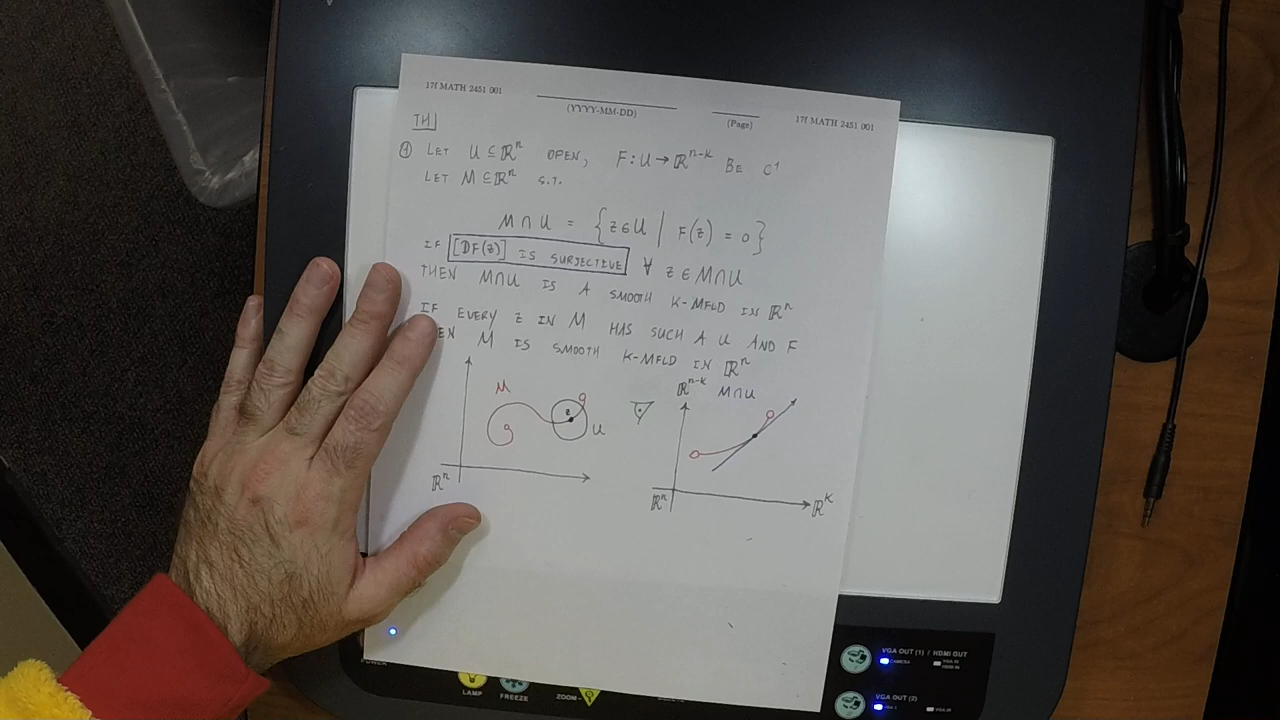 17f MATH 2451 001
(YYYY-MM-DD)
(Page)
17f MATH 2451 001
TH
① LET U ⊆ ℝⁿ OPEN, F : U → ℝⁿ⁻ᵏ BE C¹
LET M ⊆ ℝⁿ S.T.
M ∩ U = { z ∈ U | F(z) = 0 }
IF [DF(z)] IS SURJECTIVE ∀ z ∈ M∩U
THEN M∩U IS A SMOOTH K-MFLD IN ℝⁿ
IF EVERY z IN M HAS SUCH A U AND F
EN M IS SMOOTH K-MFLD IN ℝⁿ
M
z
U
ℝⁿ
ℝⁿ⁻ᵏ M∩U
ℝⁿ
ℝᵏ
LAMP
FREEZE
ZOOM
VGA OUT (1) / HDMI OUT
CAMERA
VGA OUT (2)